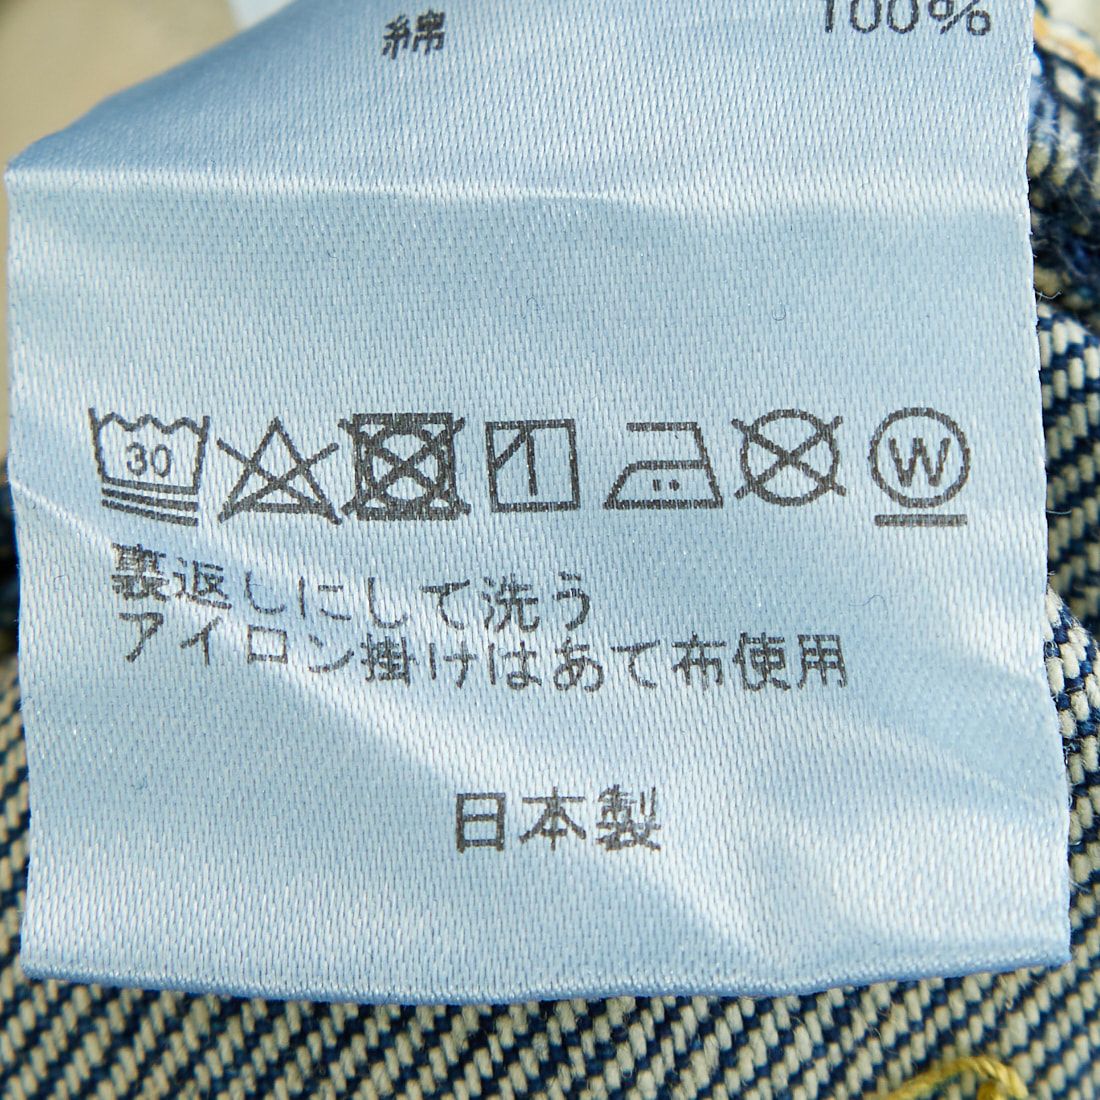 綿 100%
30
W
裏返しにして洗う
アイロン掛けはあて布使用
日本製